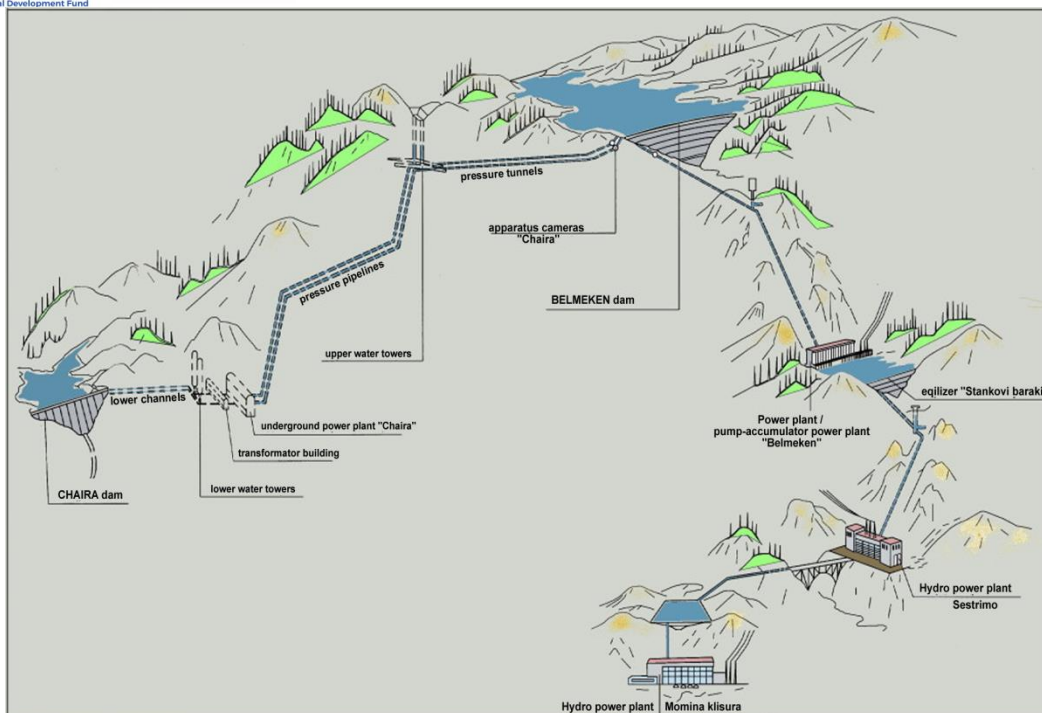 al Development Fund
pressure tunnels
apparatus cameras
"Chaira"
BELMEKEN dam
pressure pipelines
upper water towers
lower channels
underground power plant "Chaira"
transformator building
lower water towers
CHAIRA dam
eqilizer "Stankovi baraki
Power plant /
pump-accumulator power plant
"Belmeken"
Hydro power plant
Sestrimo
Hydro power plant Momina klisura